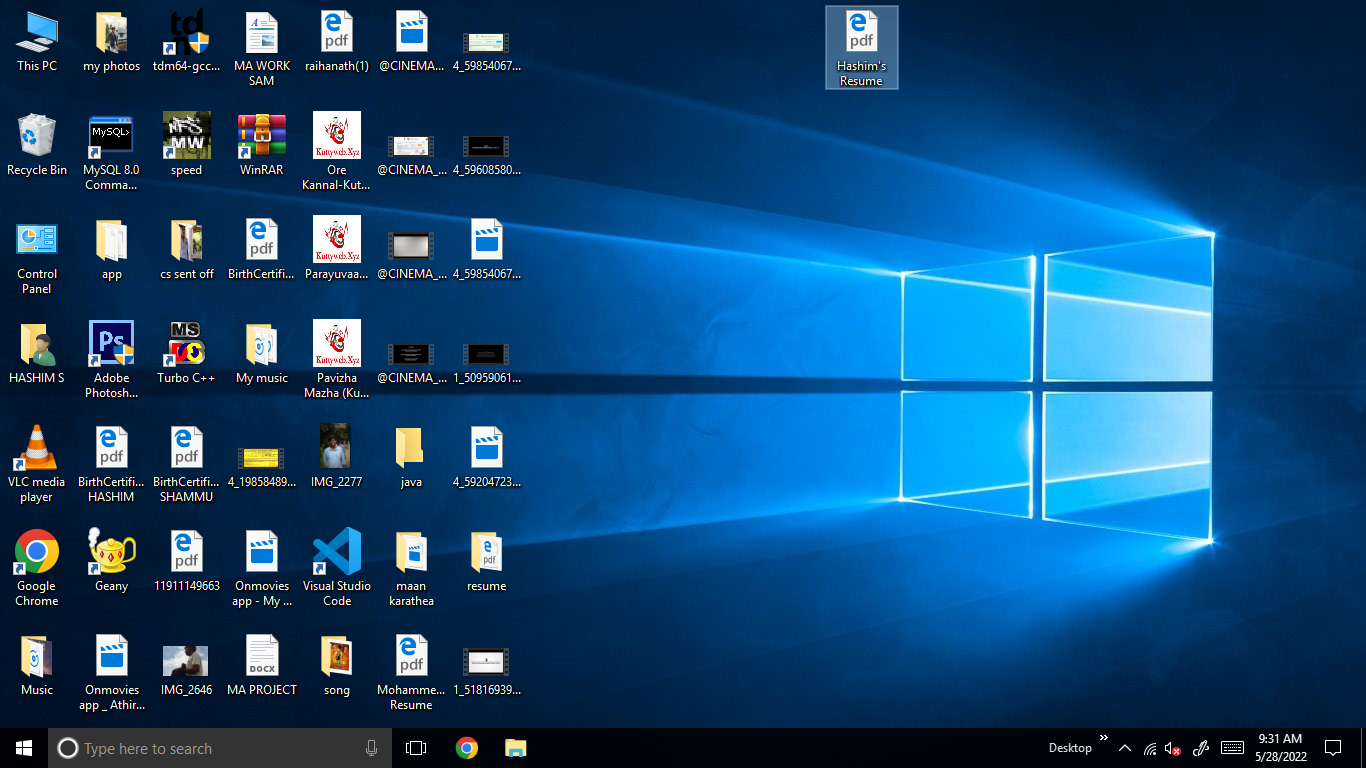 This PC
my photos
tdm64-gcc...
MA WORK
SAM
raihanath(1)
@CINEMA...
4_59854067...
Hashim's
Resume
Recycle Bin
MySQL 8.0
Comma...
speed
WinRAR
Ore
Kannal-Kut...
@CINEMA_...
4_59608580...
Control
Panel
app
cs sent off
BirthCertifi...
Parayuvaa...
@CINEMA_...
4_59854067...
HASHIM S
Adobe
Photosh...
Turbo C++
My music
Pavizha
Mazha (Ku...
@CINEMA_...
1_50959061...
VLC media
player
BirthCertifi...
HASHIM
BirthCertifi...
SHAMMU
4_19858489...
IMG_2277
java
4_59204723...
Google
Chrome
Geany
11911149663
Onmovies
app - My ...
Visual Studio
Code
maan
karathea
resume
Music
Onmovies
app _ Athir...
IMG_2646
MA PROJECT
song
Mohamme...
Resume
1_51816939...
Type here to search
Desktop
9:31 AM
5/28/2022